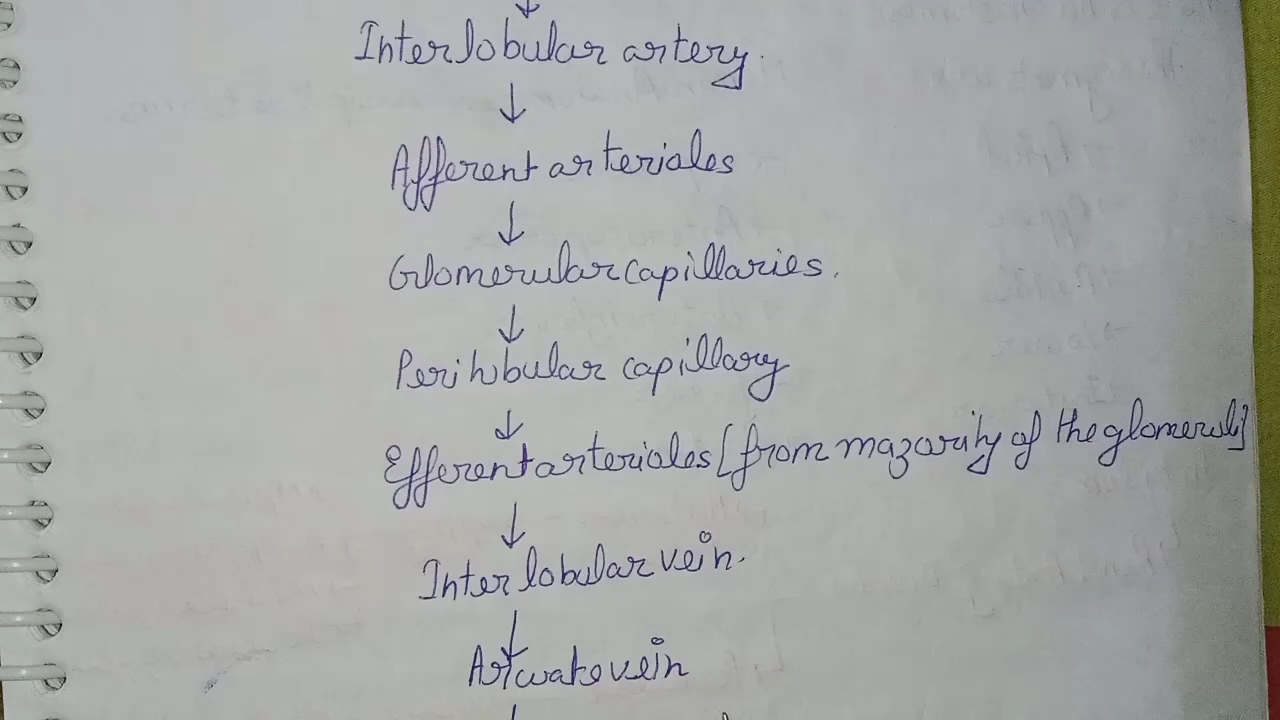 Interlobular artery.
↓
Afferent arteriales
↓
Glomerular capillaries.
↓
Peritubular capillary
↓
Efferent arteriales [from mazority of the glomeruli]
↓
Interlobular vein.
↓
Arcuate vein